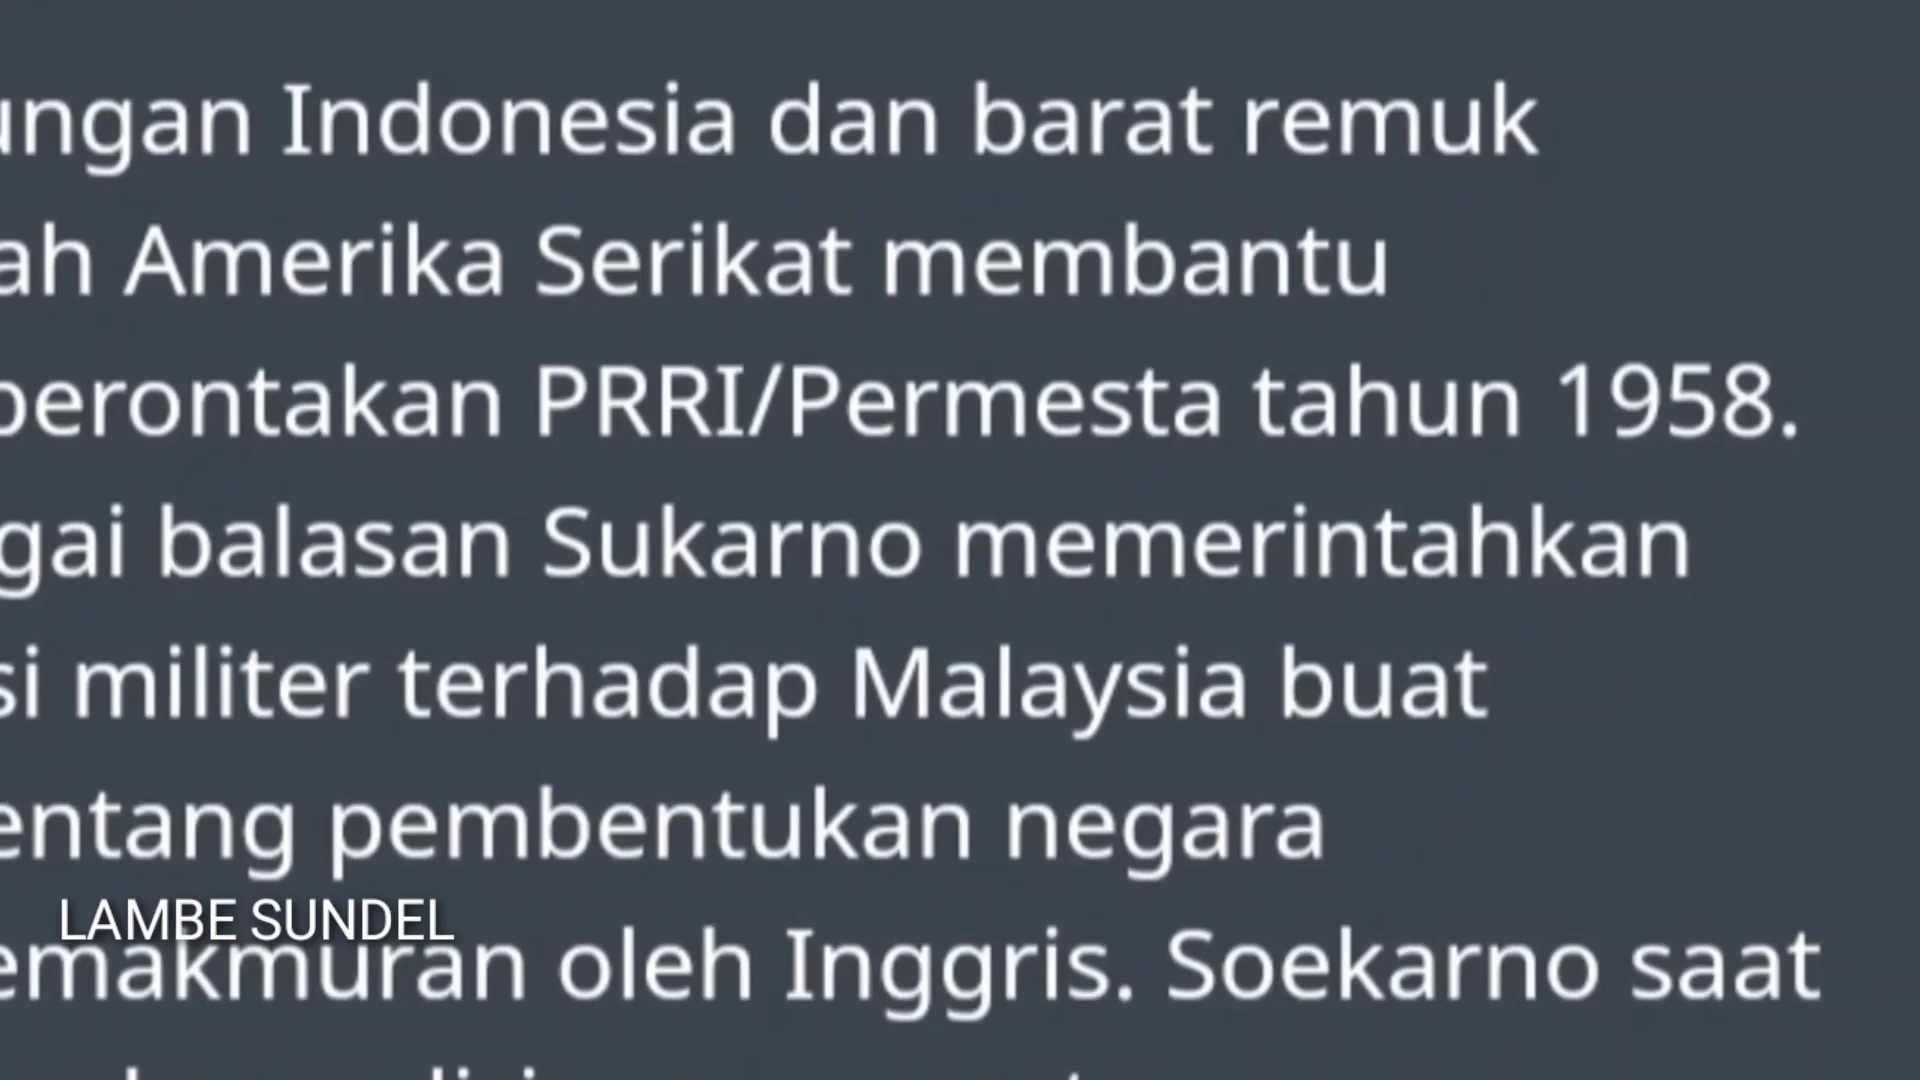 ungan Indonesia dan barat remuk
ah Amerika Serikat membantu
berontakan PRRI/Permesta tahun 1958.
gai balasan Sukarno memerintahkan
si militer terhadap Malaysia buat
entang pembentukan negara
LAMBE SUNDEL
emakmuran oleh Inggris. Soekarno saat